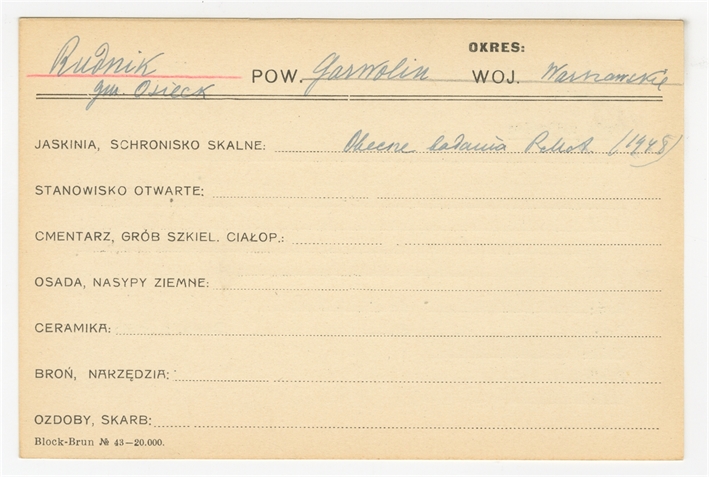 OKRES:
Rudnik POW. Garwolin WOJ. Warszawskie
gm. Osieck
JASKINIA, SCHRONISKO SKALNE: Obecne badania (1948)
STANOWISKO OTWARTE:
CMENTARZ, GRÓB SZKIEL. CIAŁOP.:
OSADA, NASYPY ZIEMNE:
CERAMIKA:
BROŃ, NARZĘDZIA:
OZDOBY, SKARB:
Block-Brun № 43—20.000.